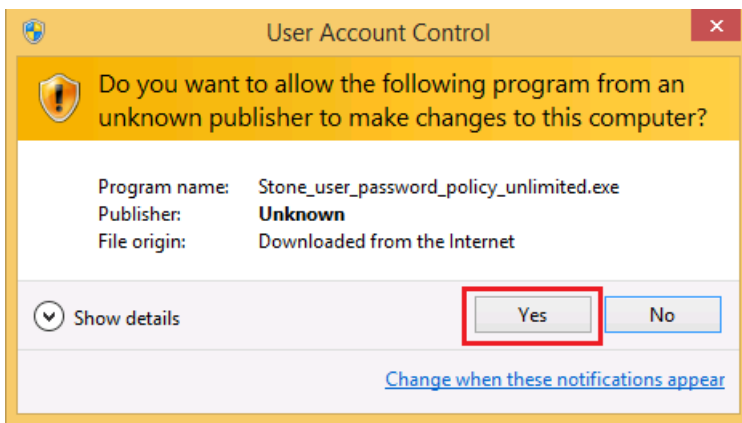 User Account Control
Do you want to allow the following program from an
unknown publisher to make changes to this computer?
Program name: Stone_user_password_policy_unlimited.exe
Publisher: Unknown
File origin: Downloaded from the Internet
Show details Yes No
Change when these notifications appear